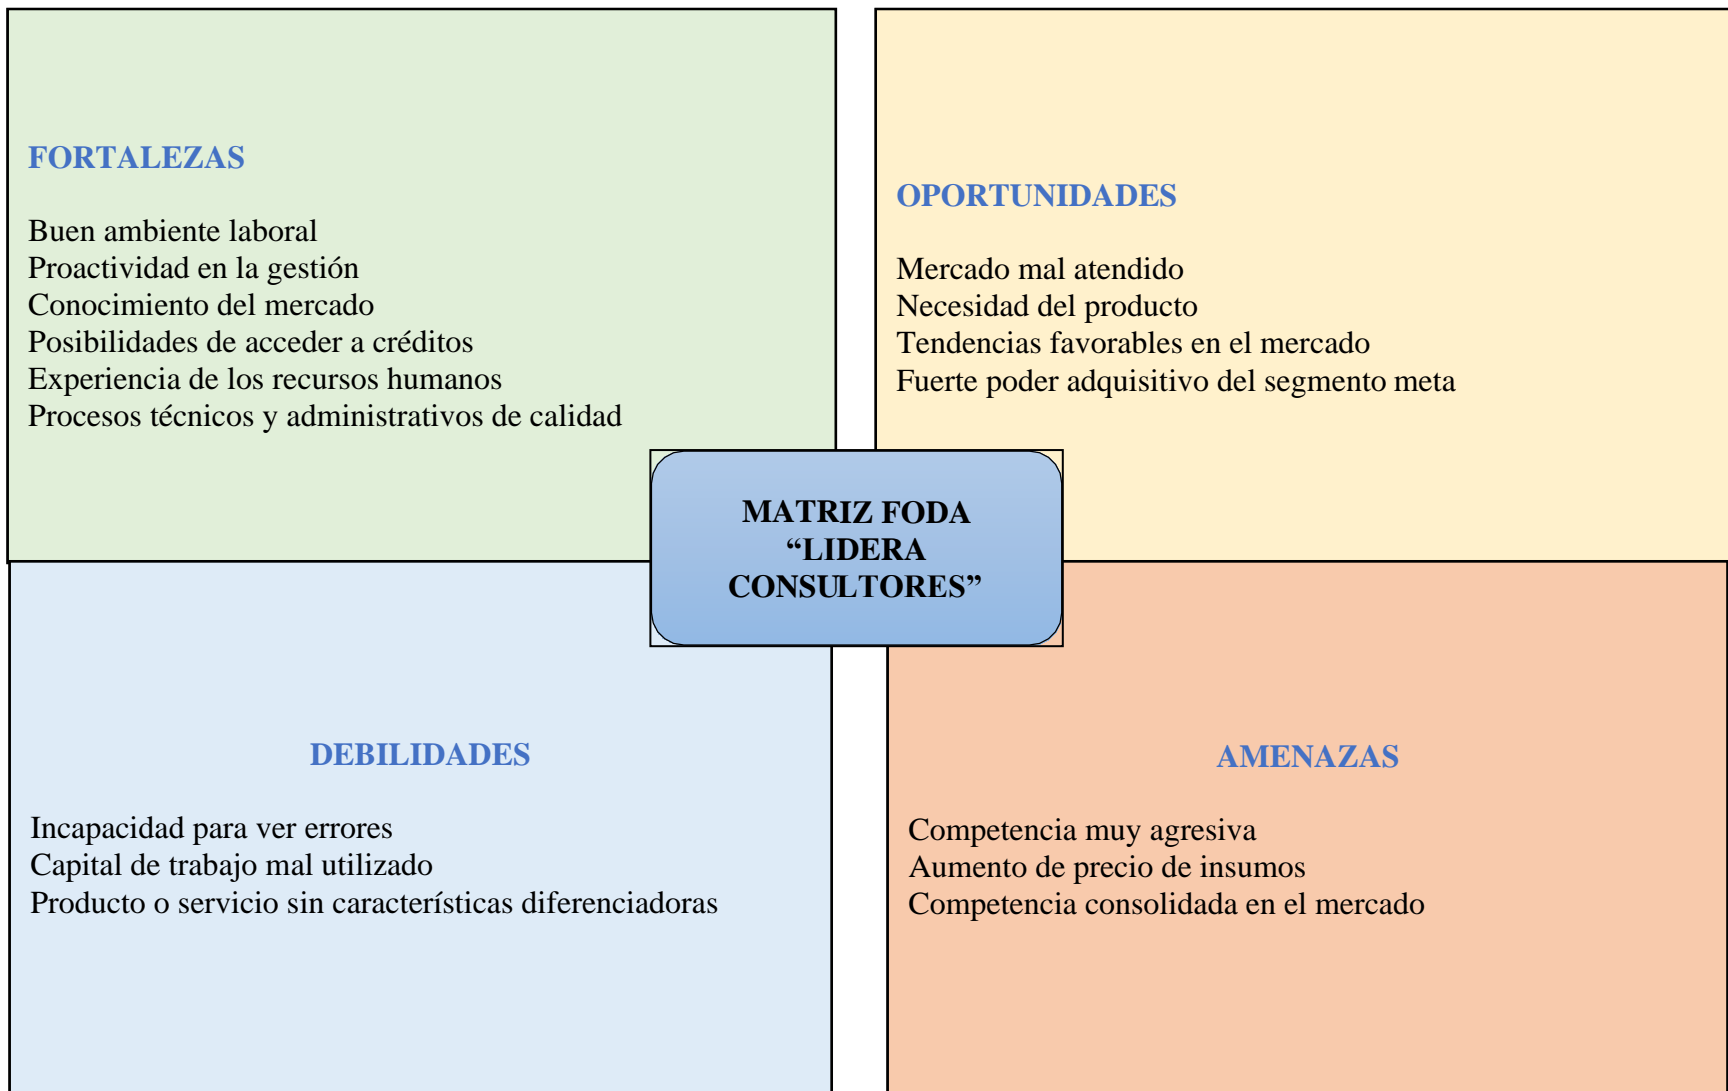 FORTALEZAS
Buen ambiente laboral
Proactividad en la gestión
Conocimiento del mercado
Posibilidades de acceder a créditos
Experiencia de los recursos humanos
Procesos técnicos y administrativos de calidad
OPORTUNIDADES
Mercado mal atendido
Necesidad del producto
Tendencias favorables en el mercado
Fuerte poder adquisitivo del segmento meta
MATRIZ FODA
“LIDERA
CONSULTORES”
DEBILIDADES
Incapacidad para ver errores
Capital de trabajo mal utilizado
Producto o servicio sin características diferenciadoras
AMENAZAS
Competencia muy agresiva
Aumento de precio de insumos
Competencia consolidada en el mercado